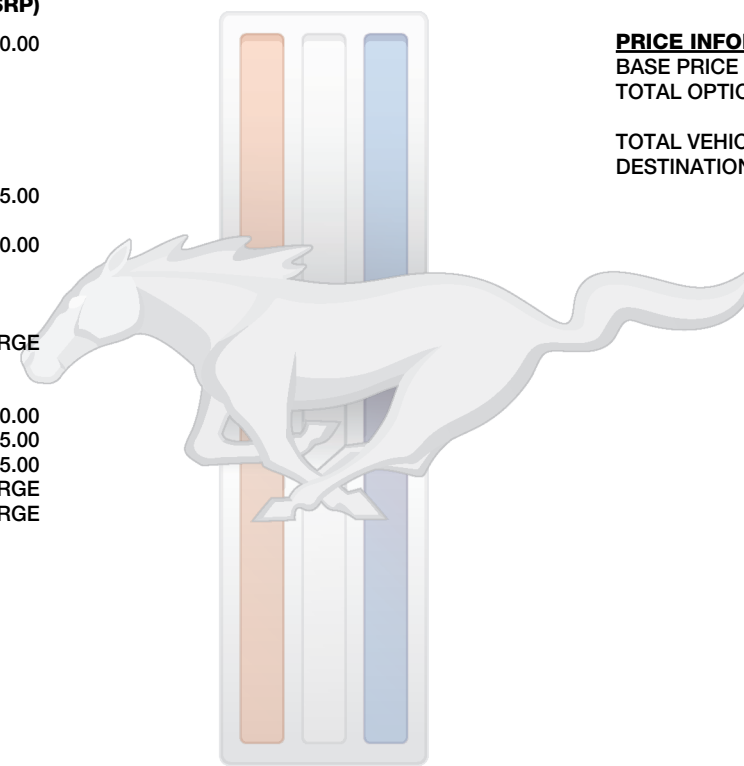 SRP)
0.00
5.00
0.00
RGE
0.00
5.00
5.00
RGE
RGE
PRICE INFO
BASE PRICE
TOTAL OPTIO
TOTAL VEHIC
DESTINATION